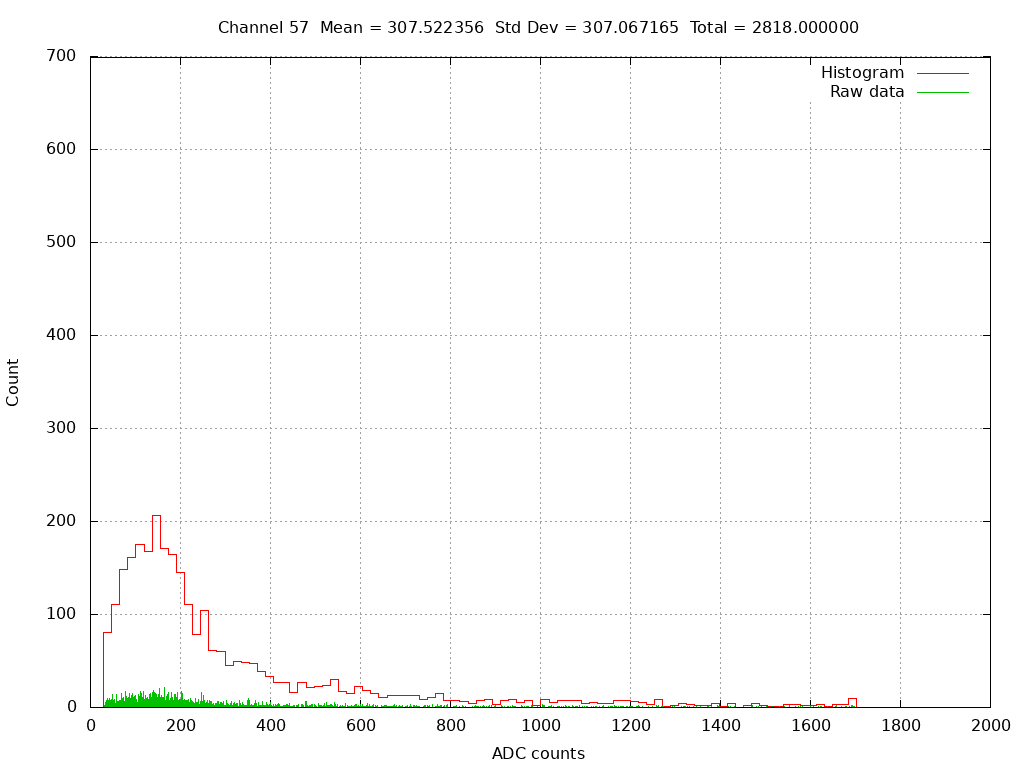 Channel 57  Mean = 307.522356  Std Dev = 307.067165  Total = 2818.000000
Histogram
Raw data
700
600
500
400
300
200
100
0
Count
0 200 400 600 800 1000 1200 1400 1600 1800 2000
ADC counts